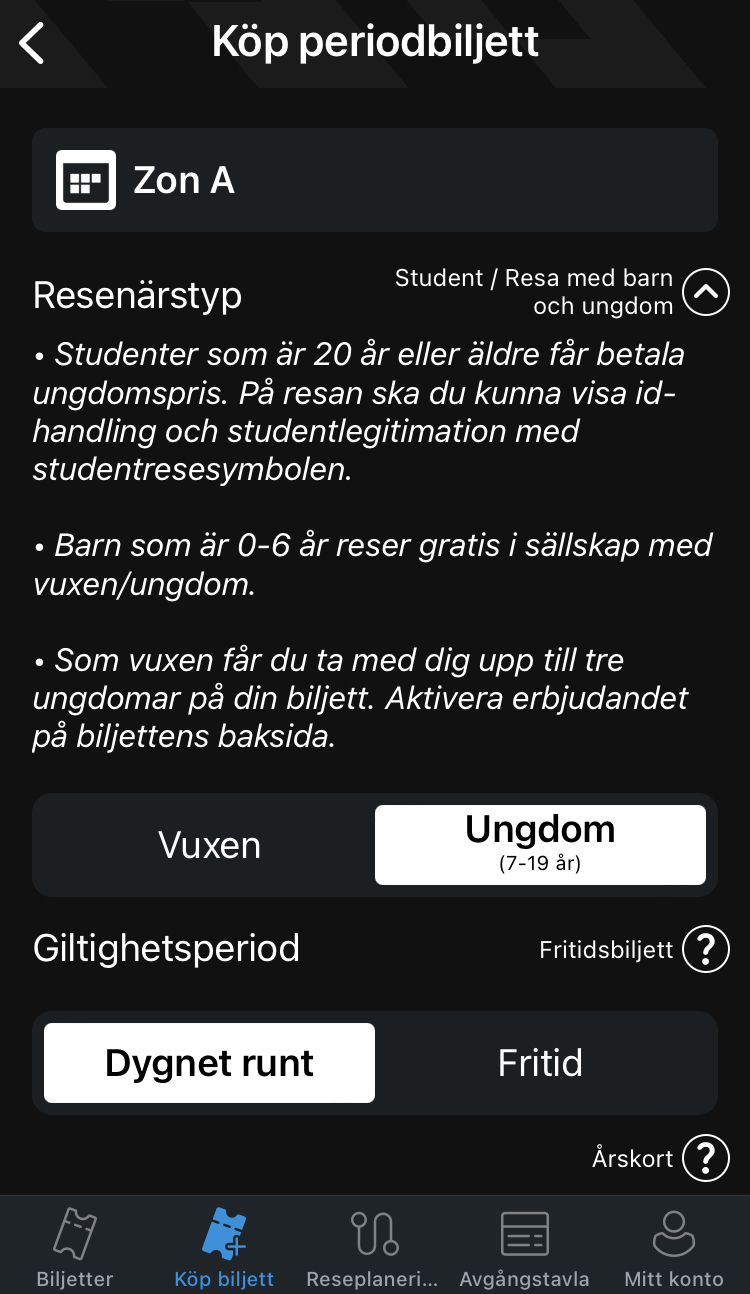 Köp periodbiljett
Zon A
Resenärstyp
Student / Resa med barn
och ungdom
• Studenter som är 20 år eller äldre får betala
ungdomspris. På resan ska du kunna visa id-
handling och studentlegitimation med
studentresesymbolen.
• Barn som är 0-6 år reser gratis i sällskap med
vuxen/ungdom.
• Som vuxen får du ta med dig upp till tre
ungdomar på din biljett. Aktivera erbjudandet
på biljettens baksida.
Vuxen
Ungdom
(7-19 år)
Giltighetsperiod
Fritidsbiljett ?
Dygnet runt
Fritid
Årskort ?
Biljetter
Köp biljett
Reseplaneri...
Avgångstavla
Mitt konto